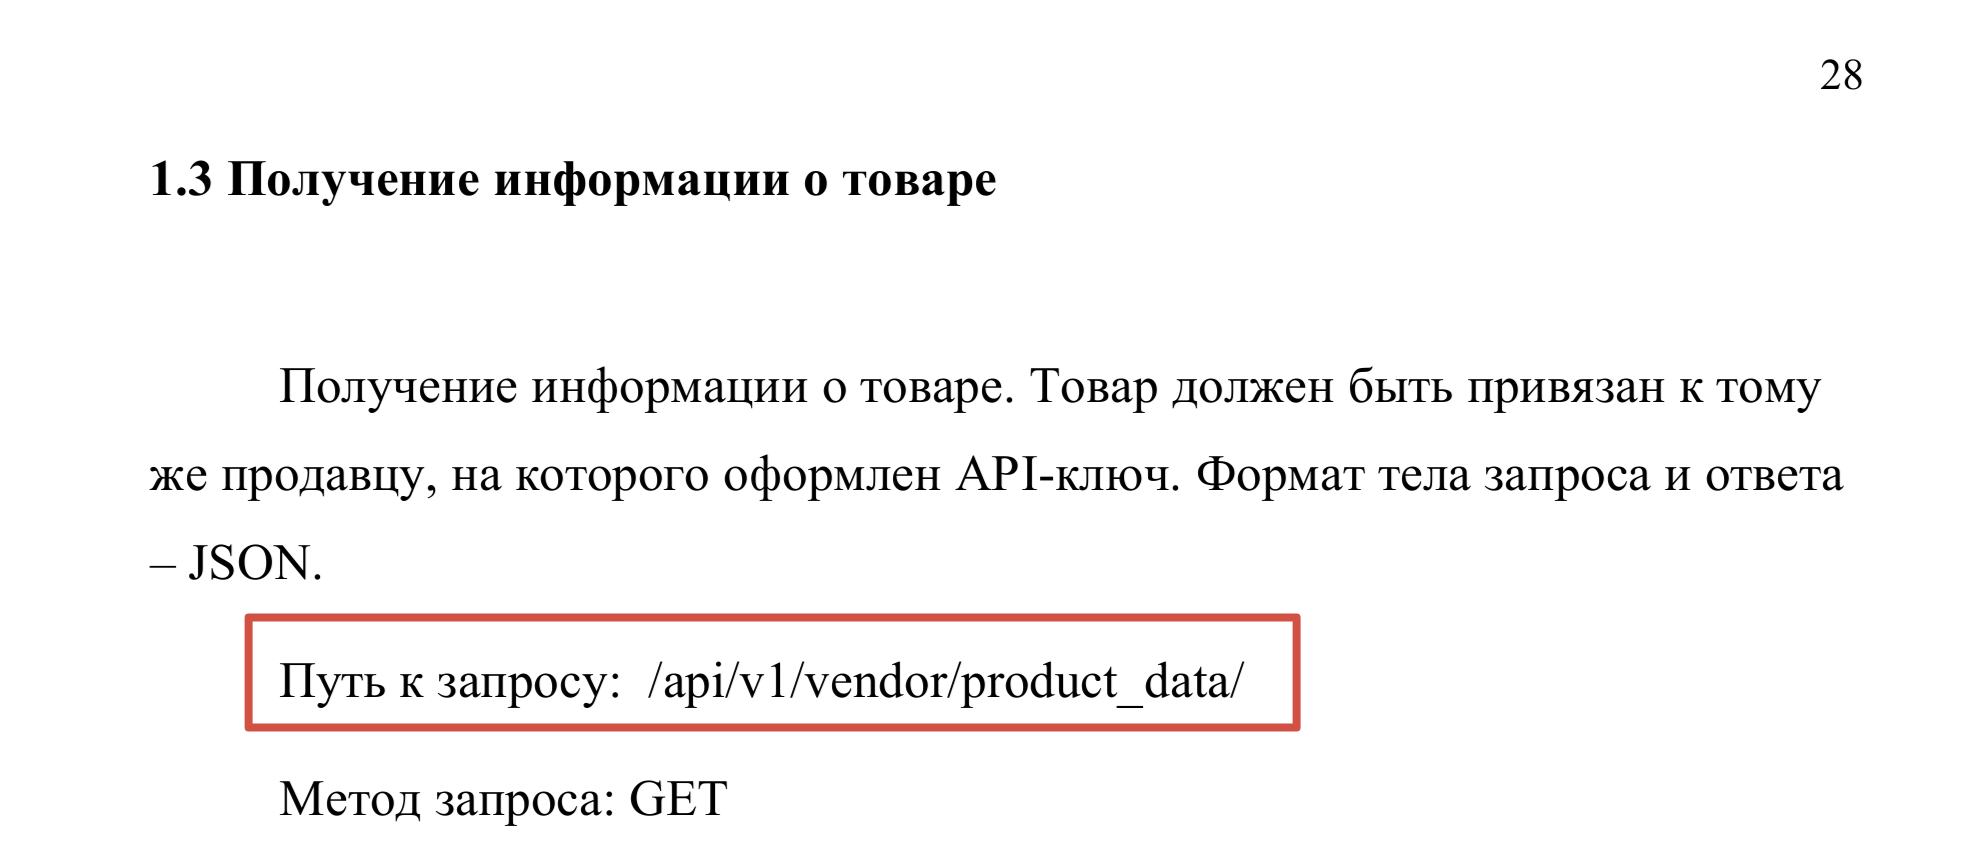 28
1.3 Получение информации о товаре
Получение информации о товаре. Товар должен быть привязан к тому
же продавцу, на которого оформлен API-ключ. Формат тела запроса и ответа
– JSON.
Путь к запросу:  /api/v1/vendor/product_data/
Метод запроса: GET